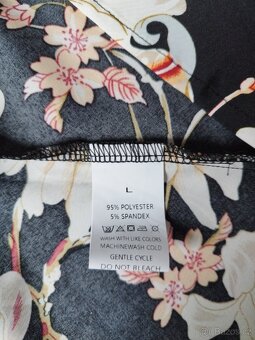 L
95% POLYESTER
5% SPANDEX
WASH WITH LIKE COLORS
MACHINEWASH COLD
GENTLE CYCLE
DO NOT BLEACH